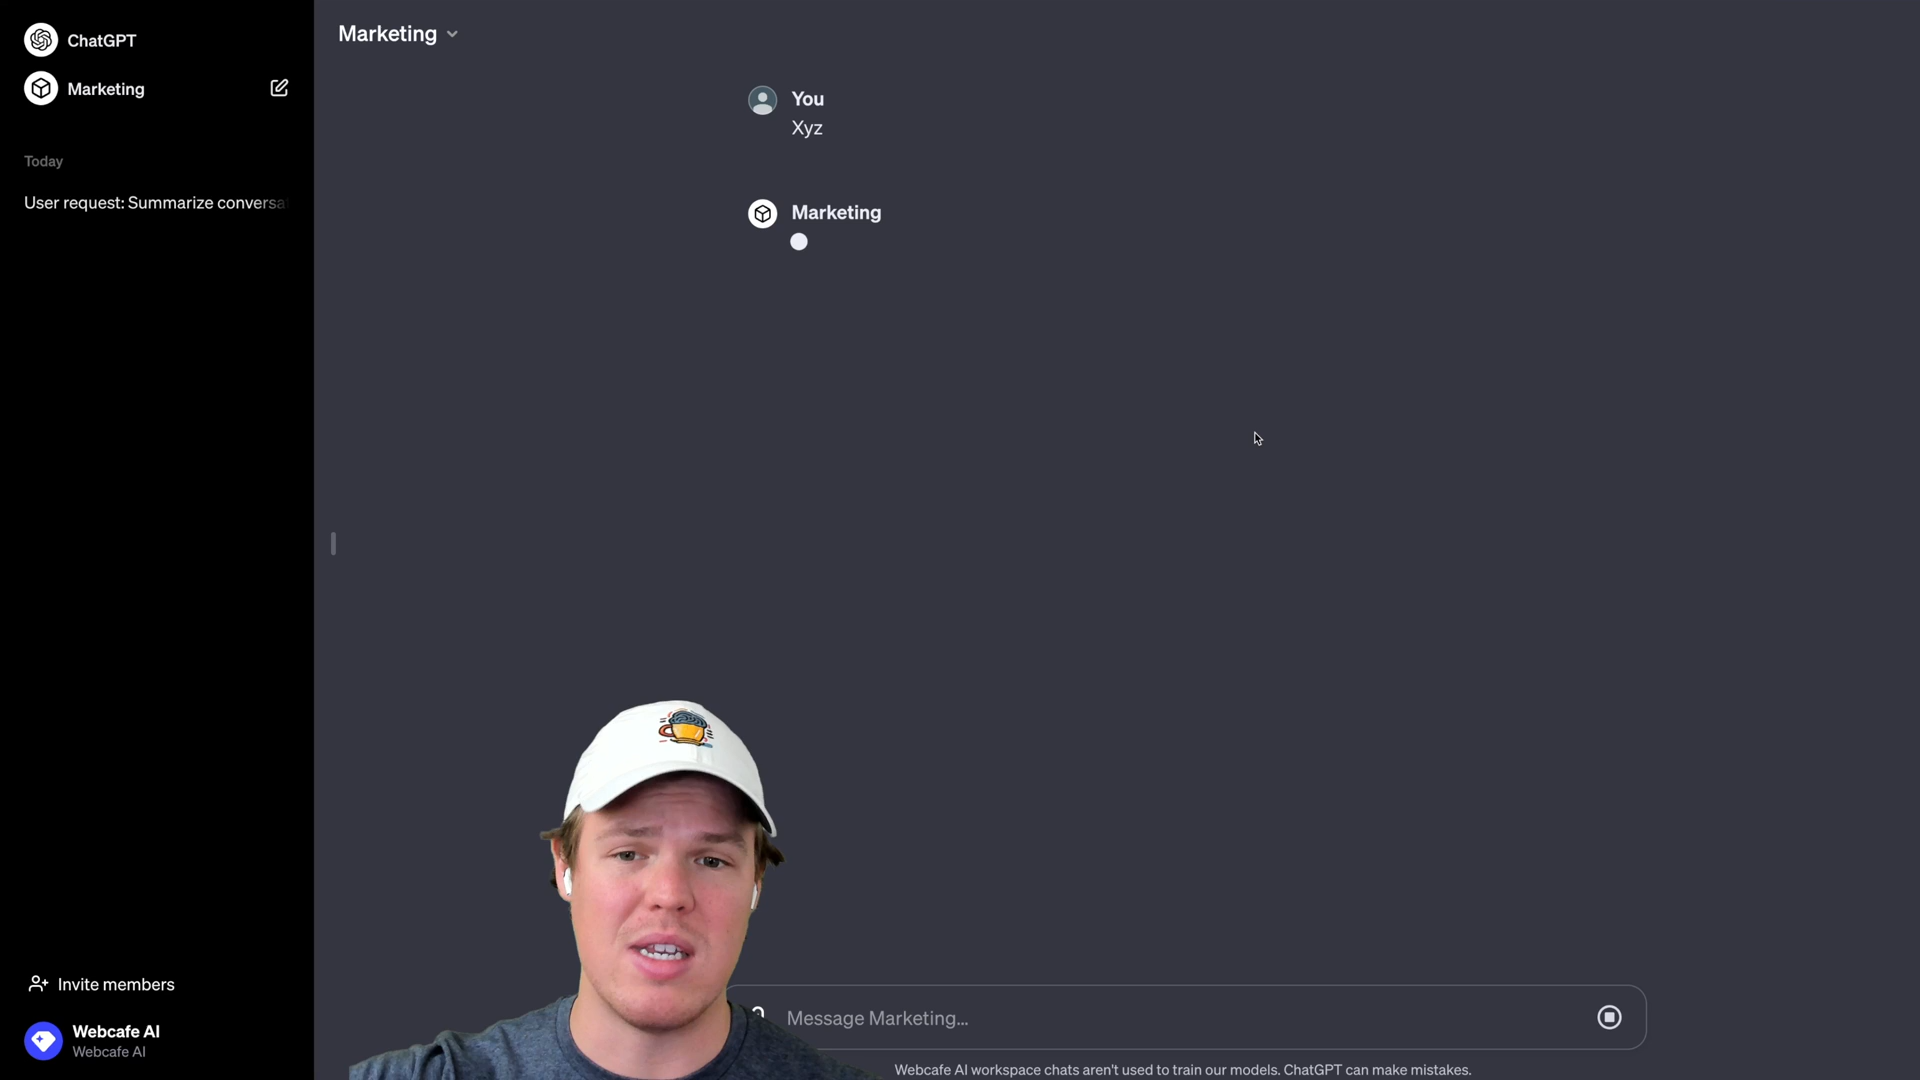 ChatGPT
Marketing
Today
User request: Summarize conversa
Invite members
Webcafe AI
Webcafe AI
Marketing
You
Xyz
Marketing
Message Marketing...
Webcafe AI workspace chats aren't used to train our models. ChatGPT can make mistakes.